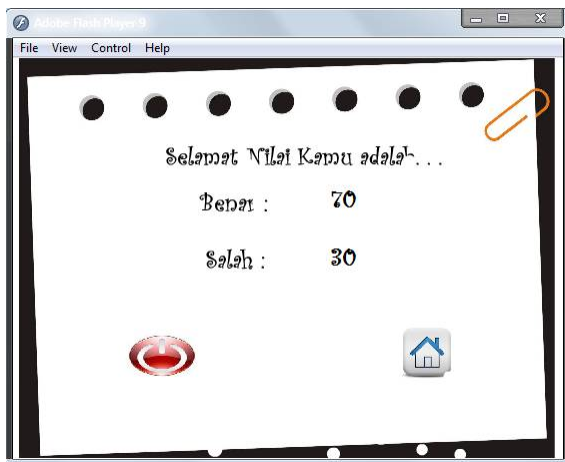 Adobe Flash Player 9
File View Control Help
Selamat Nilai Kamu adalah...
Benar : 70
Salah : 30